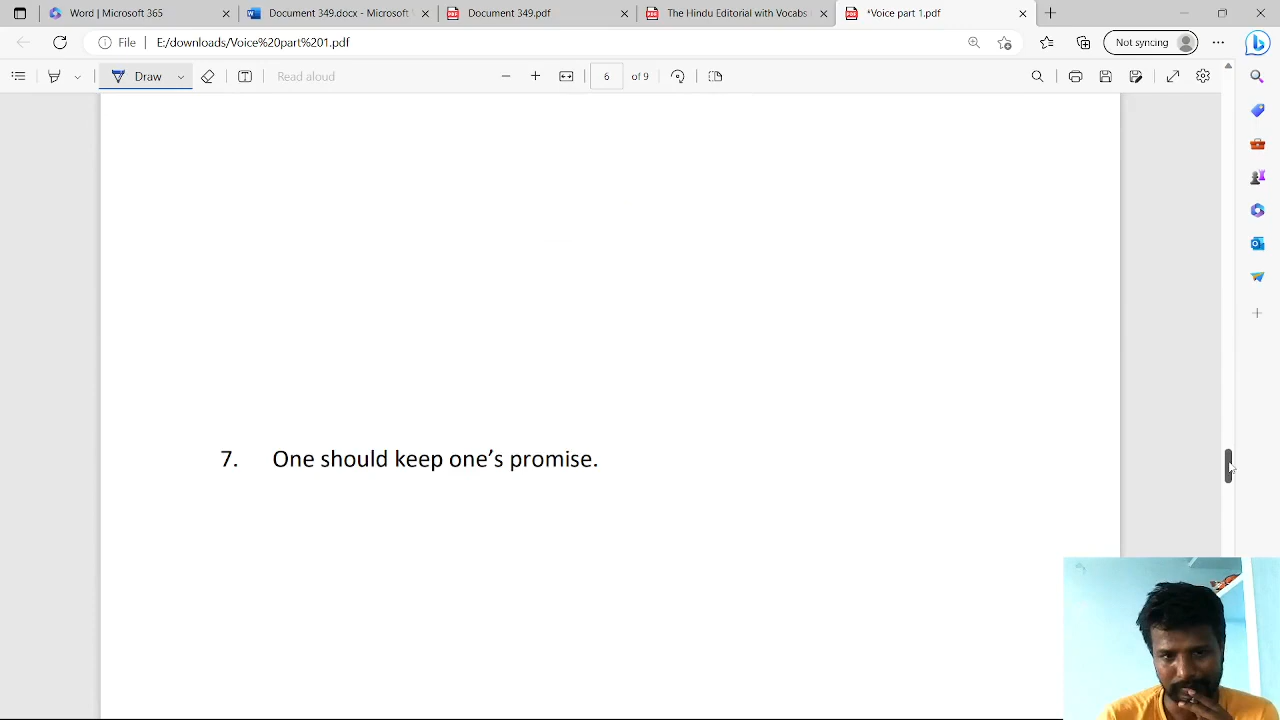 Word | Microsoft 365
Document 349.docx - Microsoft
Document 349.pdf
The Hindu Editorial with Vocabs
*Voice part 1.pdf
File
E:/downloads/Voice%20part%201.pdf
Not syncing
Draw
Read aloud
6 of 9
7. One should keep one’s promise.